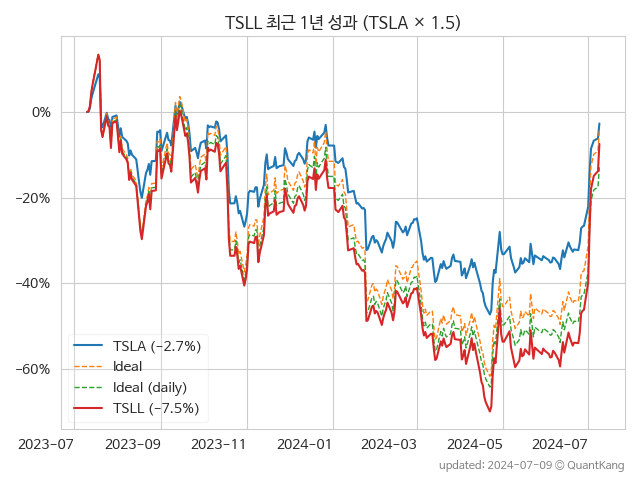 TSLL 최근 1년 성과 (TSLA × 1.5)
0%
−20%
−40%
−60%
TSLA (−2.7%)
Ideal
Ideal (daily)
TSLL (−7.5%)
2023-07 2023-09 2023-11 2024-01 2024-03 2024-05 2024-07
updated: 2024-07-09 © QuantKang